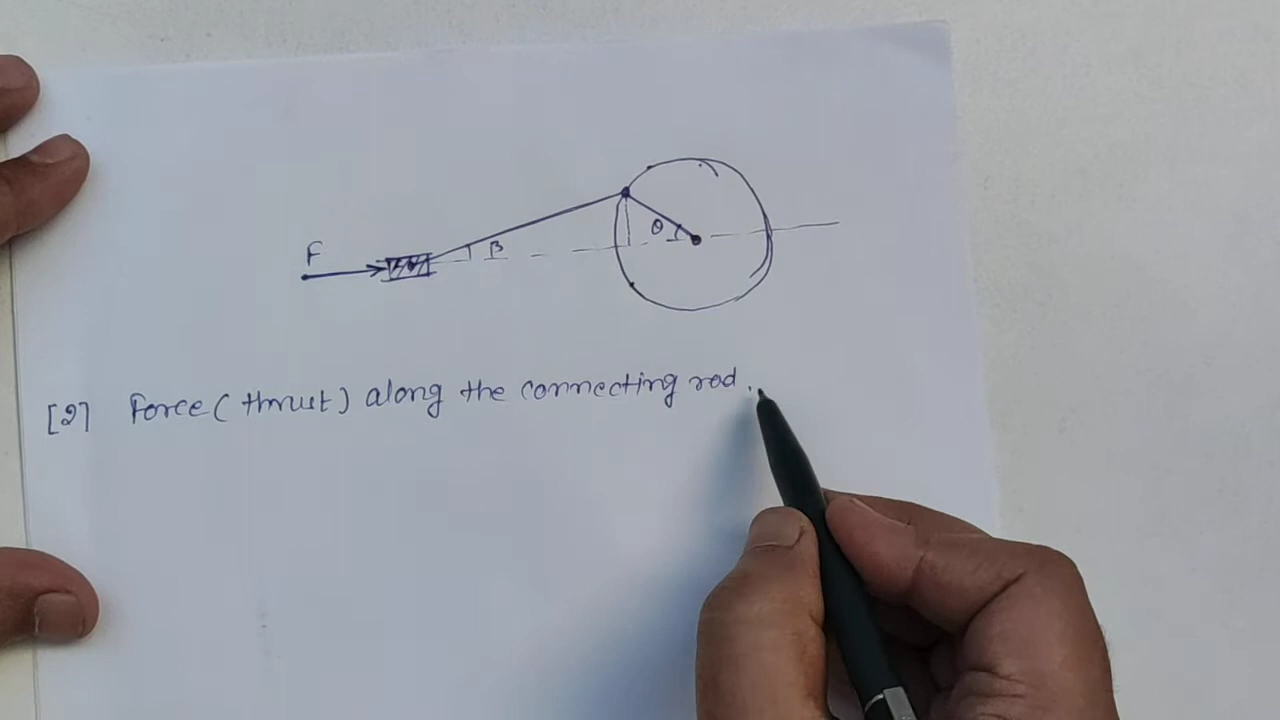 F
β
θ
[2] Force (thrust) along the connecting rod.